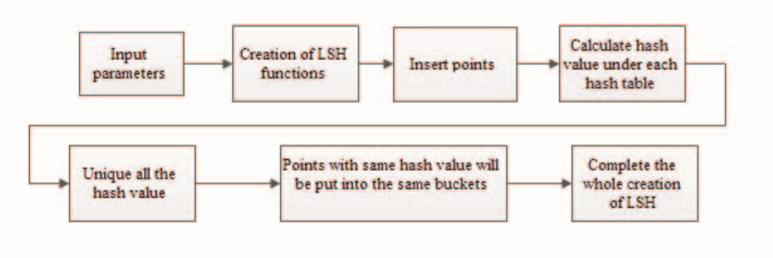 Input
parameters
Creation of LSH
functions
Insert points
Calculate hash
value under each
hash table
Unique all the
hash value
Points with same hash value will
be put into the same buckets
Complete the
whole creation
of LSH